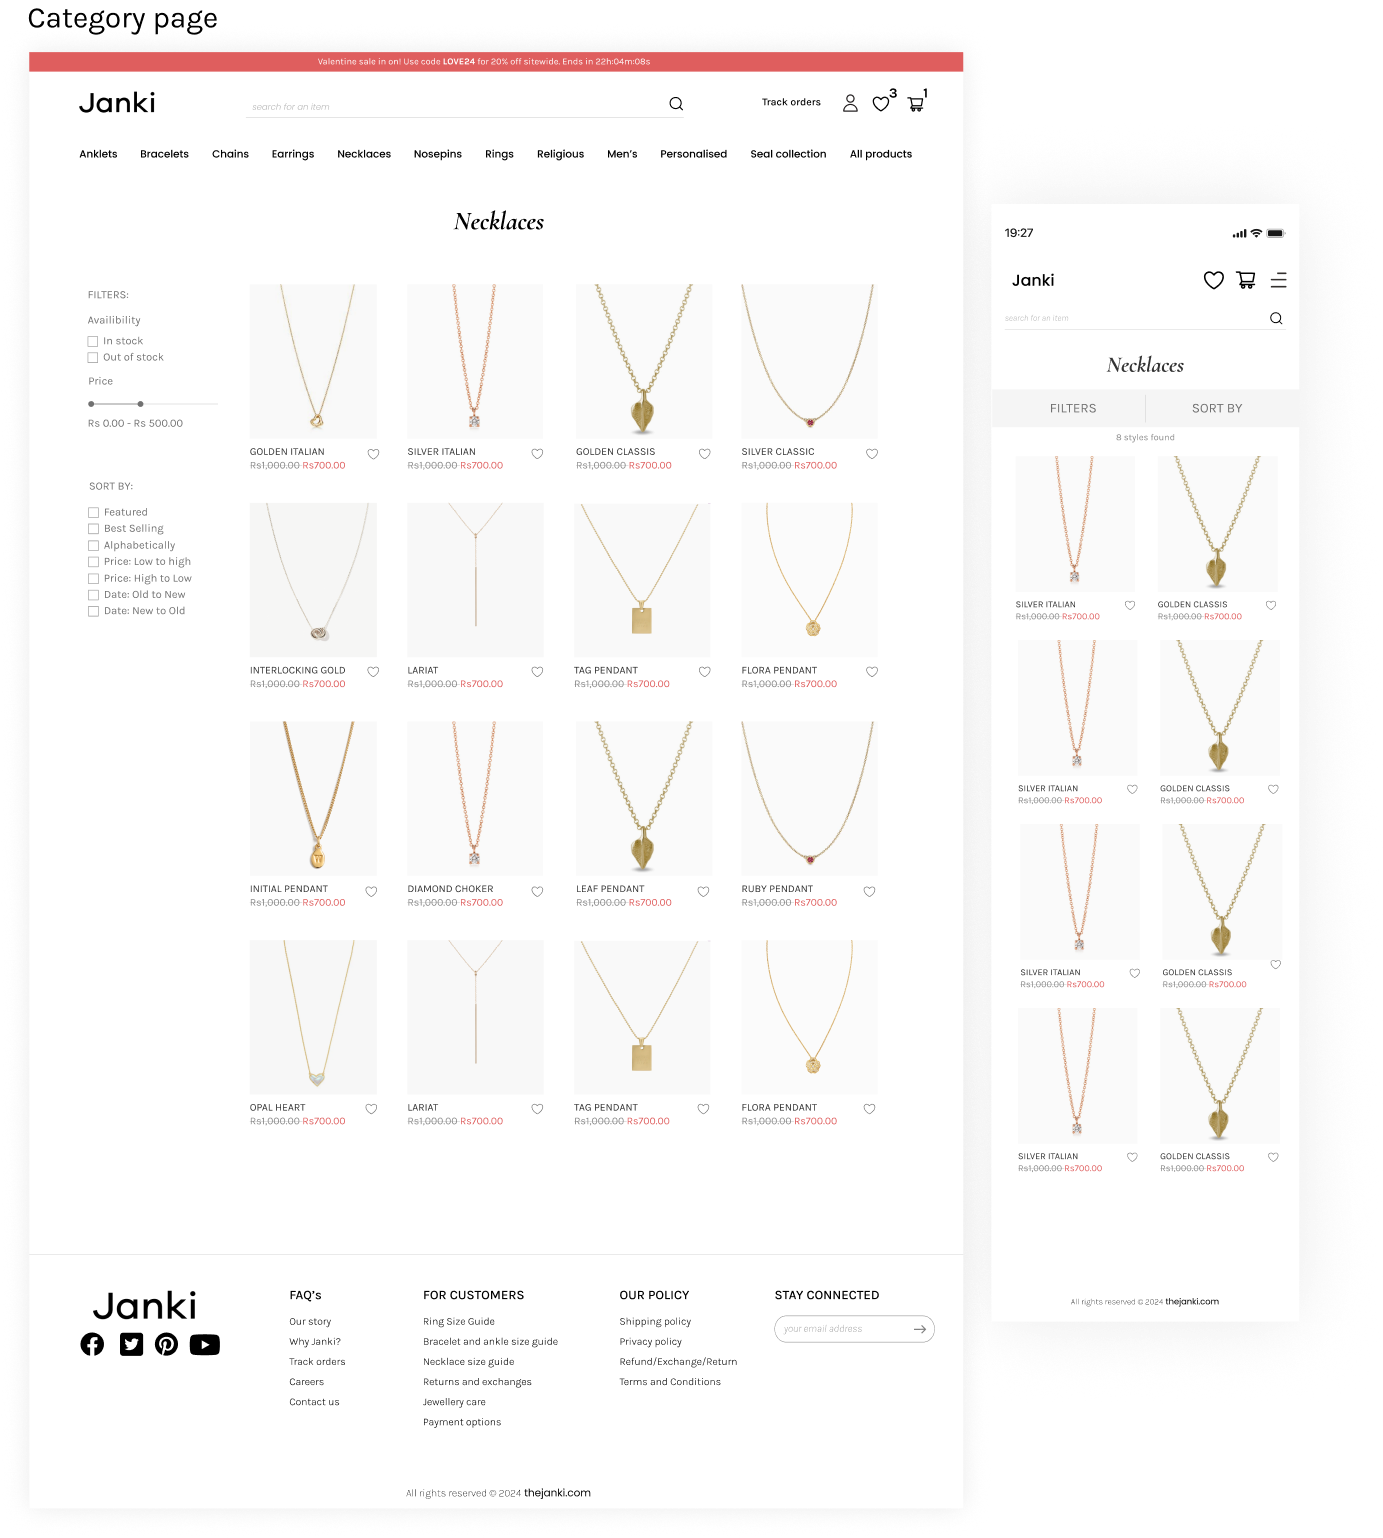 Category page
Valentine sale in on! Use code LOVE24 for 20% off sitewide. Ends in 22h:04m:08s
Janki
search for an item
Track orders
3
1
Anklets Bracelets Chains Earrings Necklaces Nosepins Rings Religious Men's Personalised Seal collection All products
Necklaces
FILTERS:
Availibility
In stock
Out of stock
Price
Rs 0.00 - Rs 500.00
SORT BY:
Featured
Best Selling
Alphabetically
Price: Low to high
Price: High to Low
Date: Old to New
Date: New to Old
GOLDEN ITALIAN SILVER ITALIAN GOLDEN CLASSIS SILVER CLASSIC
Rs1,000.00 Rs700.00 Rs1,000.00 Rs700.00 Rs1,000.00 Rs700.00 Rs1,000.00 Rs700.00
INTERLOCKING GOLD LARIAT TAG PENDANT FLORA PENDANT
Rs1,000.00 Rs700.00 Rs1,000.00 Rs700.00 Rs1,000.00 Rs700.00 Rs1,000.00 Rs700.00
INITIAL PENDANT DIAMOND CHOKER LEAF PENDANT RUBY PENDANT
Rs1,000.00 Rs700.00 Rs1,000.00 Rs700.00 Rs1,000.00 Rs700.00 Rs1,000.00 Rs700.00
OPAL HEART LARIAT TAG PENDANT FLORA PENDANT
Rs1,000.00 Rs700.00 Rs1,000.00 Rs700.00 Rs1,000.00 Rs700.00 Rs1,000.00 Rs700.00
Janki
FAQ's
Our story
Why Janki?
Track orders
Careers
Contact us
FOR CUSTOMERS
Ring Size Guide
Bracelet and ankle size guide
Necklace size guide
Returns and exchanges
Jewellery care
Payment options
OUR POLICY
Shipping policy
Privacy policy
Refund/Exchange/Return
Terms and Conditions
STAY CONNECTED
your email address
All rights reserved © 2024 thejanki.com
19:27
Janki
search for an item
Necklaces
FILTERS SORT BY
8 styles found
SILVER ITALIAN GOLDEN CLASSIS
Rs1,000.00 Rs700.00 Rs1,000.00 Rs700.00
SILVER ITALIAN GOLDEN CLASSIS
Rs1,000.00 Rs700.00 Rs1,000.00 Rs700.00
SILVER ITALIAN GOLDEN CLASSIS
Rs1,000.00 Rs700.00 Rs1,000.00 Rs700.00
SILVER ITALIAN GOLDEN CLASSIS
Rs1,000.00 Rs700.00 Rs1,000.00 Rs700.00
All rights reserved © 2024 thejanki.com